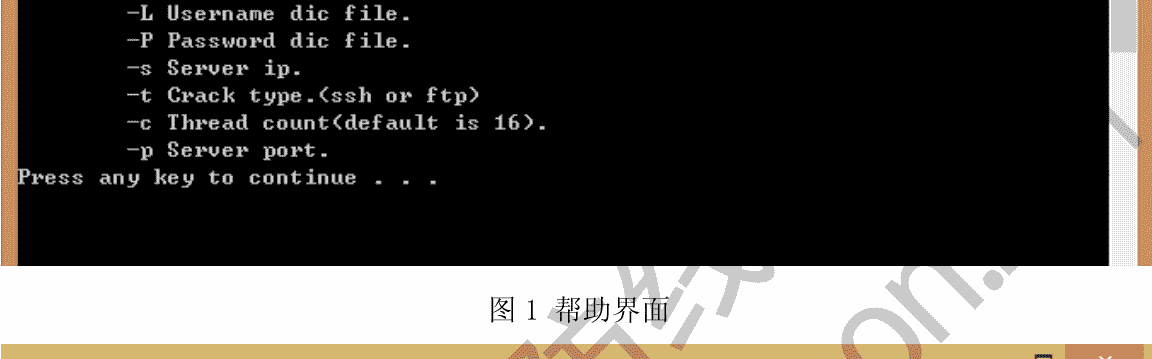 -L Username dic file.
-P Password dic file.
-s Server ip.
-t Crack type.(ssh or ftp)
-c Thread count(default is 16).
-p Server port.
Press any key to continue . . .
图 1 帮助界面